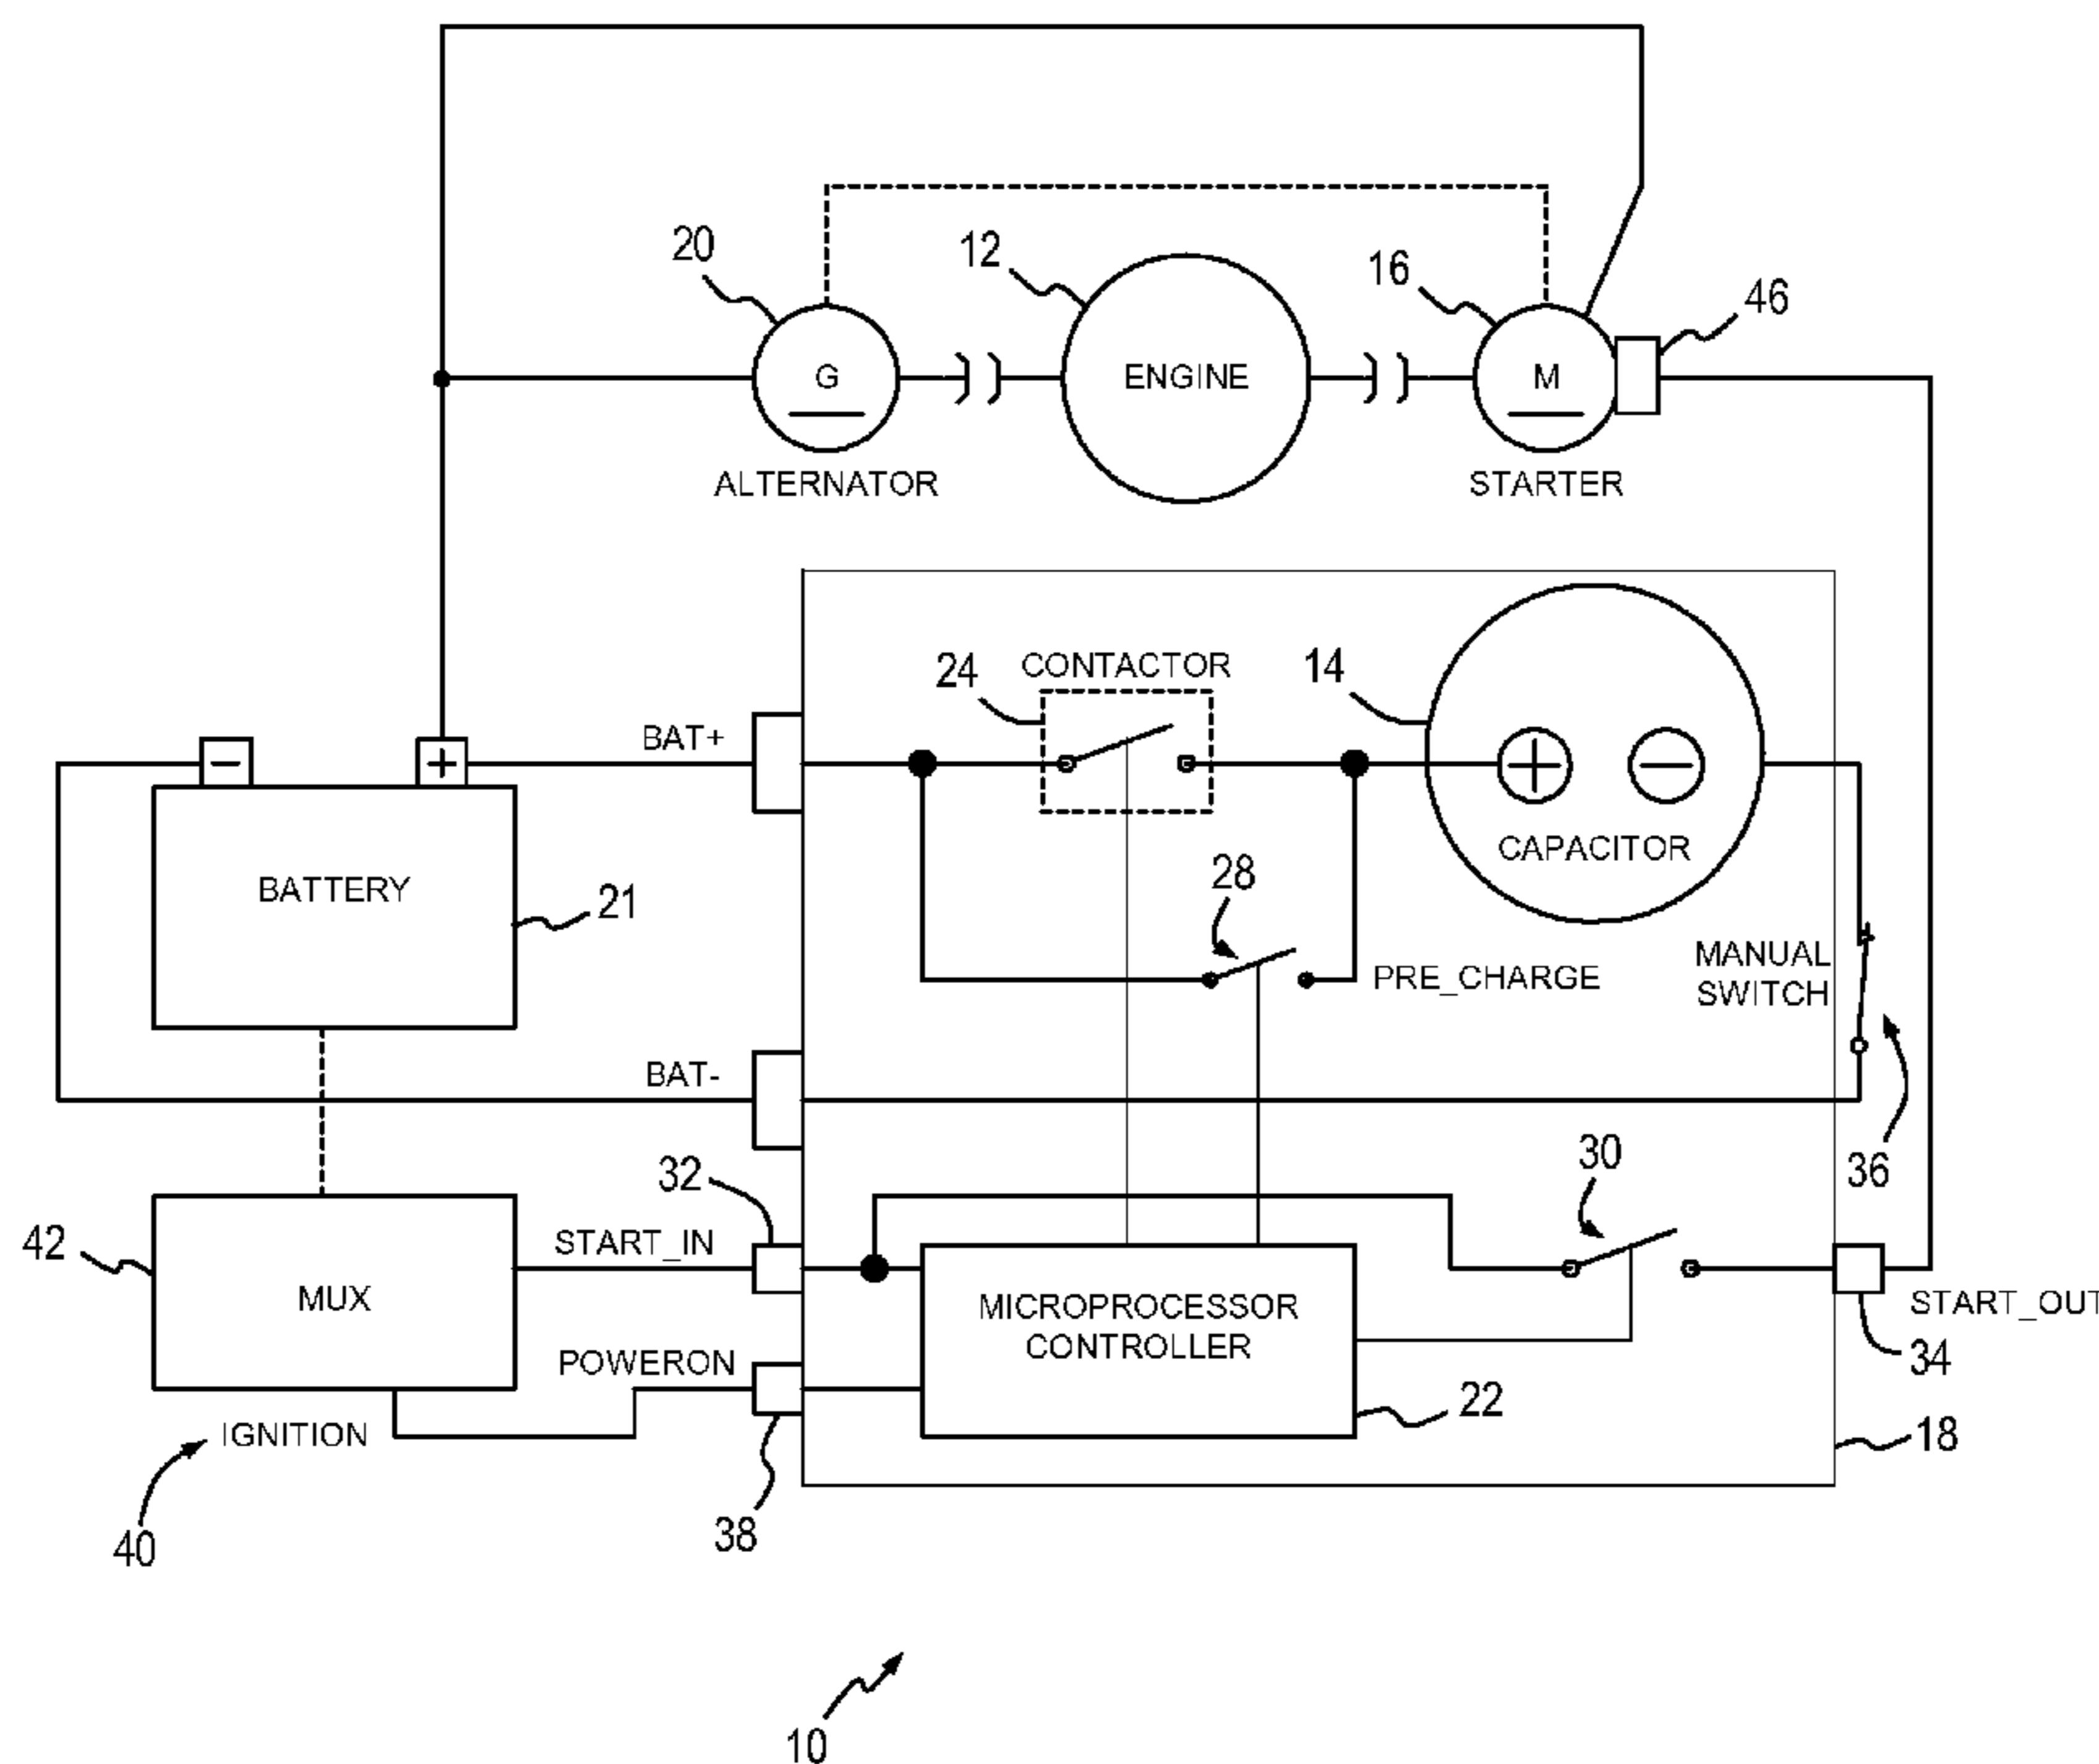 20
12
16
46
G
ENGINE
M
ALTERNATOR
STARTER
24
CONTACTOR
14
BAT+
-
+
+
-
CAPACITOR
BATTERY
21
28
PRE_CHARGE
MANUAL
SWITCH
BAT-
36
32
30
42
START_IN
MUX
MICROPROCESSOR
CONTROLLER
START_OUT
34
POWERON
22
IGNITION
18
40
38
10